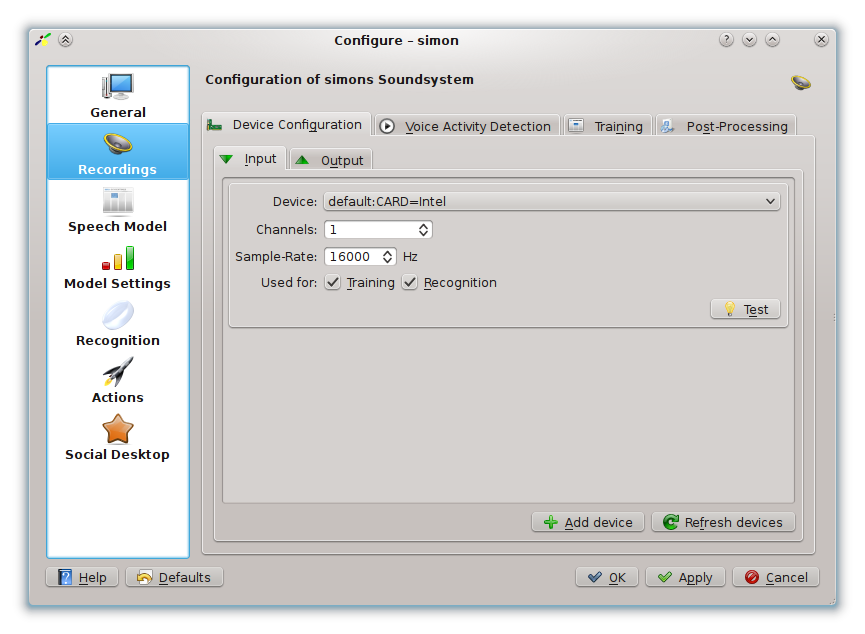 Configure – simon
General
Recordings
Speech Model
Model Settings
Recognition
Actions
Social Desktop
Configuration of simons Soundsystem
Device Configuration Voice Activity Detection Training Post-Processing
Input Output
Device: default:CARD=Intel
Channels: 1
Sample-Rate: 16000 Hz
Used for: Training Recognition
Test
Add device Refresh devices
Help Defaults OK Apply Cancel